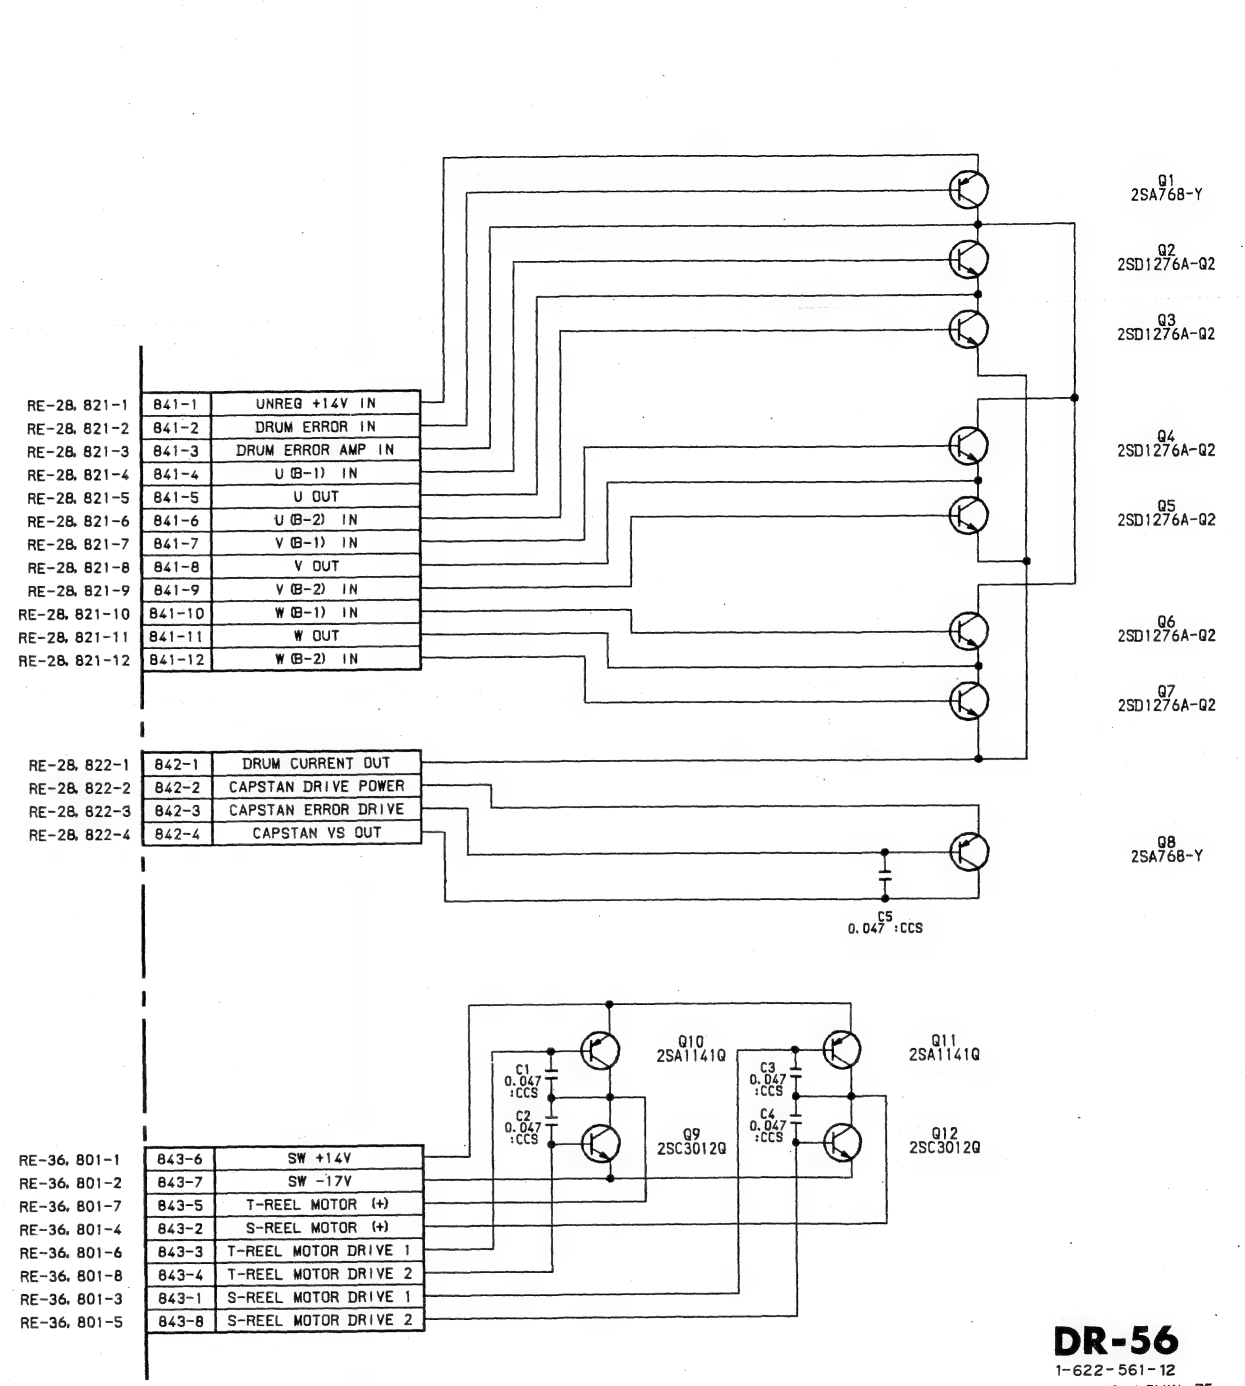 Q1
2SA768-Y
Q2
2SD1276A-Q2
Q3
2SD1276A-Q2
RE-28. 821-1 841-1 UNREG +14V IN
RE-28. 821-2 841-2 DRUM ERROR IN
RE-28. 821-3 841-3 DRUM ERROR AMP IN
RE-28. 821-4 841-4 U (B-1) IN
RE-28. 821-5 841-5 U OUT
RE-28. 821-6 841-6 U (B-2) IN
RE-28. 821-7 841-7 V (B-1) IN
RE-28. 821-8 841-8 V OUT
RE-28. 821-9 841-9 V (B-2) IN
RE-28. 821-10 841-10 W (B-1) IN
RE-28. 821-11 841-11 W OUT
RE-28. 821-12 841-12 W (B-2) IN
Q4
2SD1276A-Q2
Q5
2SD1276A-Q2
Q6
2SD1276A-Q2
Q7
2SD1276A-Q2
RE-28. 822-1 842-1 DRUM CURRENT OUT
RE-28. 822-2 842-2 CAPSTAN DRIVE POWER
RE-28. 822-3 842-3 CAPSTAN ERROR DRIVE
RE-28. 822-4 842-4 CAPSTAN VS OUT
Q8
2SA768-Y
C5
0.047 :CCS
Q10
2SA1141Q
Q11
2SA1141Q
C1
0.047
:CCS
C2
0.047
:CCS
C3
0.047
:CCS
C4
0.047
:CCS
Q9
2SC3012Q
Q12
2SC3012Q
RE-36. 801-1 843-6 SW +14V
RE-36. 801-2 843-7 SW -17V
RE-36. 801-7 843-5 T-REEL MOTOR (+)
RE-36. 801-4 843-2 S-REEL MOTOR (+)
RE-36. 801-6 843-3 T-REEL MOTOR DRIVE 1
RE-36. 801-8 843-4 T-REEL MOTOR DRIVE 2
RE-36. 801-3 843-1 S-REEL MOTOR DRIVE 1
RE-36. 801-5 843-8 S-REEL MOTOR DRIVE 2
DR-56
1-622-561-12